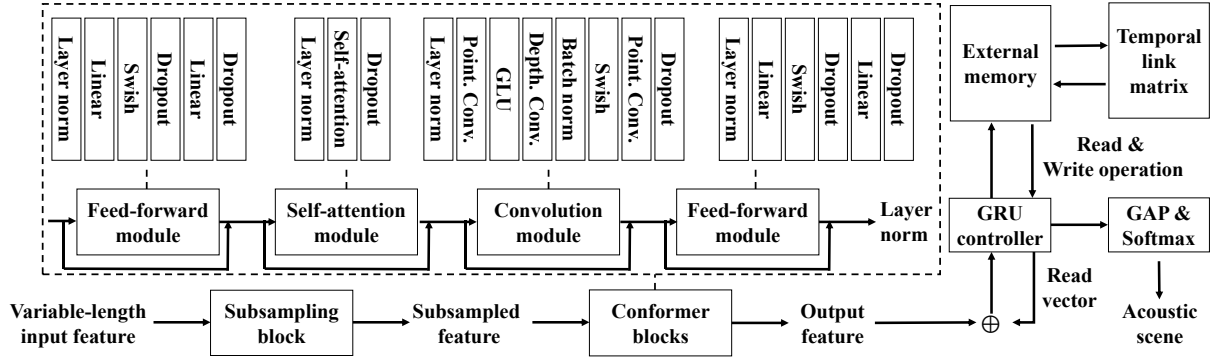 Layer norm
Linear
Swish
Dropout
Linear
Dropout
Layer norm
Self-attention
Dropout
Layer norm
Point. Conv.
GLU
Depth. Conv.
Batch norm
Swish
Point. Conv.
Dropout
Layer norm
Linear
Swish
Dropout
Linear
Dropout
External
memory
Temporal
link
matrix
Read &
Write operation
Feed-forward
module
Self-attention
module
Convolution
module
Feed-forward
module
Layer
norm
GRU
controller
GAP &
Softmax
Read
vector
Variable-length
input feature
Subsampling
block
Subsampled
feature
Conformer
blocks
Output
feature
Acoustic
scene